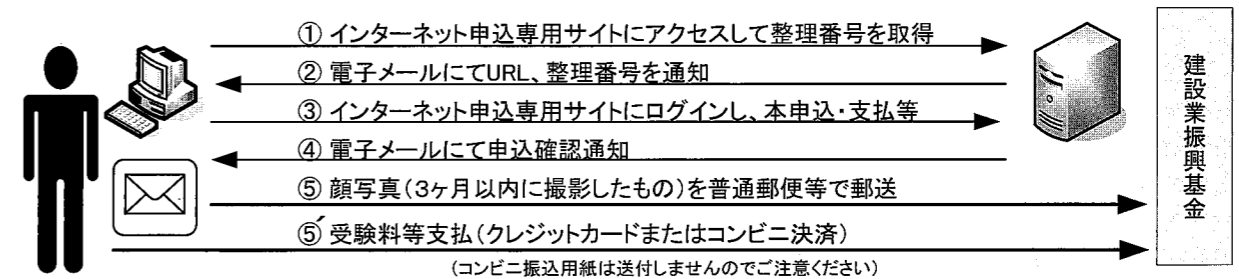 ① インターネット申込専用サイトにアクセスして整理番号を取得
② 電子メールにてURL、整理番号を通知
③ インターネット申込専用サイトにログインし、本申込・支払等
④ 電子メールにて申込確認通知
⑤ 顔写真(3ヶ月以内に撮影したもの)を普通郵便等で郵送
⑤´ 受験料等支払(クレジットカードまたはコンビニ決済)
(コンビニ振込用紙は送付しませんのでご注意ください)
建設業振興基金